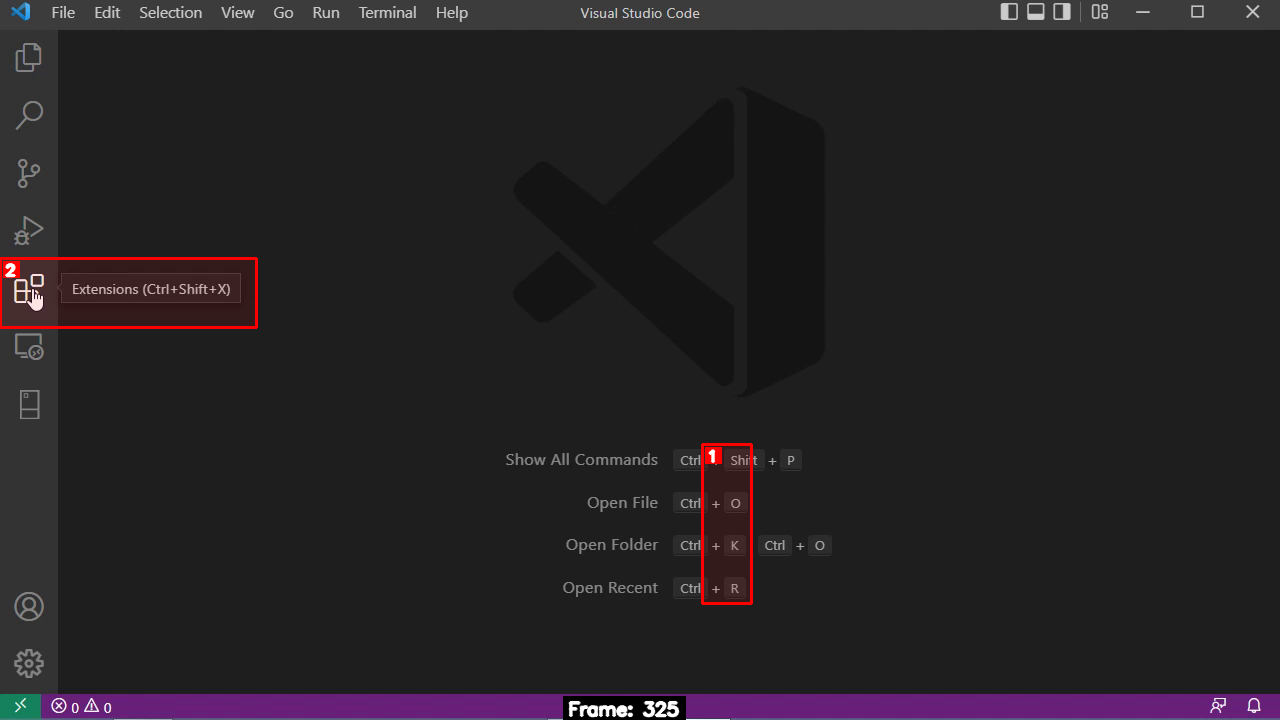 File Edit Selection View Go Run Terminal Help Visual Studio Code
2
Extensions (Ctrl+Shift+X)
1
Show All Commands Ctrl + Shift + P
Open File Ctrl + O
Open Folder Ctrl + K Ctrl + O
Open Recent Ctrl + R
0 0
Frame: 325